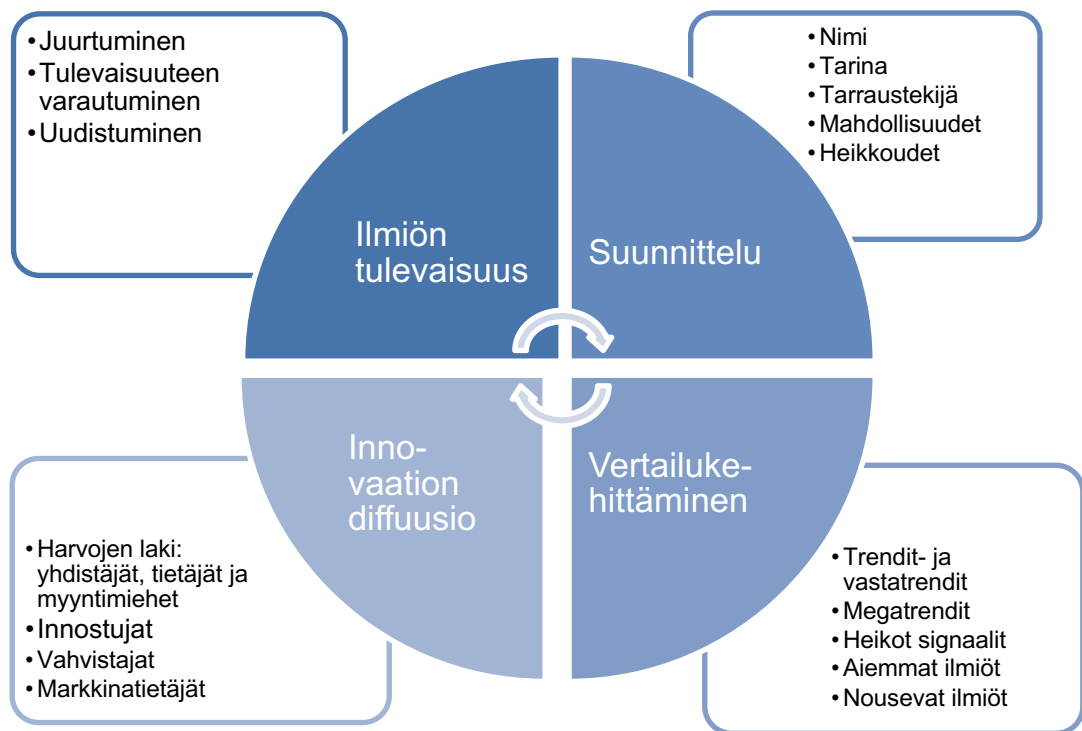 • Juurtuminen
• Tulevaisuuteen
varautuminen
• Uudistuminen
• Nimi
• Tarina
• Tarraustekijä
• Mahdollisuudet
• Heikkoudet
Ilmiön
tulevaisuus
Suunnittelu
Inno-
vaation
diffuusio
Vertailuke-
hittäminen
• Harvojen laki:
yhdistäjät, tietäjät ja
myyntimiehet
• Innostujat
• Vahvistajat
• Markkinatietäjät
• Trendit- ja
vastatrendit
• Megatrendit
• Heikot signaalit
• Aiemmat ilmiöt
• Nousevat ilmiöt